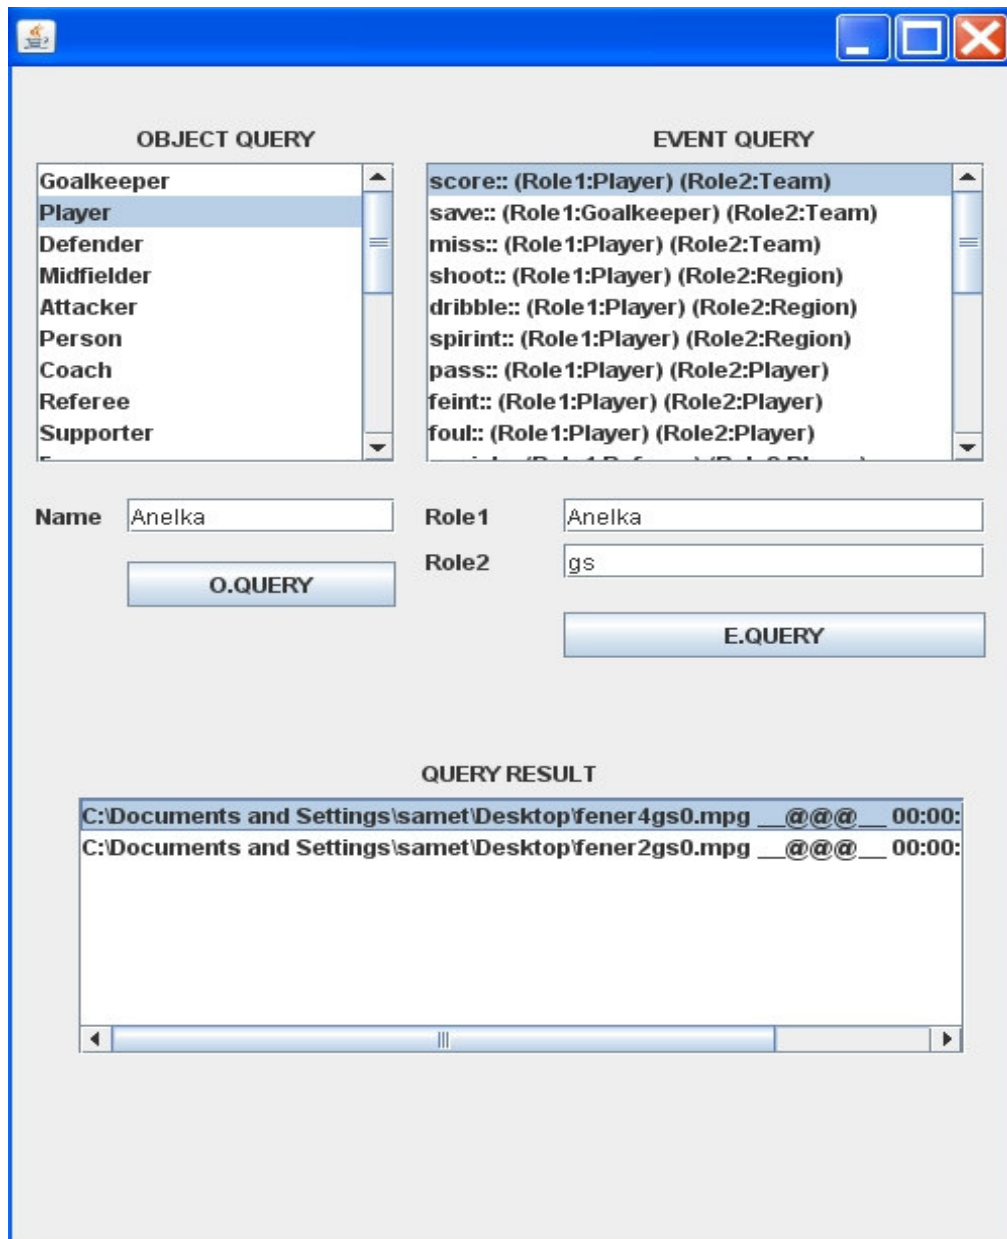 OBJECT QUERY
Goalkeeper
Player
Defender
Midfielder
Attacker
Person
Coach
Referee
Supporter
EVENT QUERY
score:: (Role1:Player) (Role2:Team)
save:: (Role1:Goalkeeper) (Role2:Team)
miss:: (Role1:Player) (Role2:Team)
shoot:: (Role1:Player) (Role2:Region)
dribble:: (Role1:Player) (Role2:Region)
spirint:: (Role1:Player) (Role2:Region)
pass:: (Role1:Player) (Role2:Player)
feint:: (Role1:Player) (Role2:Player)
foul:: (Role1:Player) (Role2:Player)
Name Anelka
O.QUERY
Role1 Anelka
Role2 gs
E.QUERY
QUERY RESULT
C:\Documents and Settings\samet\Desktop\fener4gs0.mpg __@@@__ 00:00:
C:\Documents and Settings\samet\Desktop\fener2gs0.mpg __@@@__ 00:00: